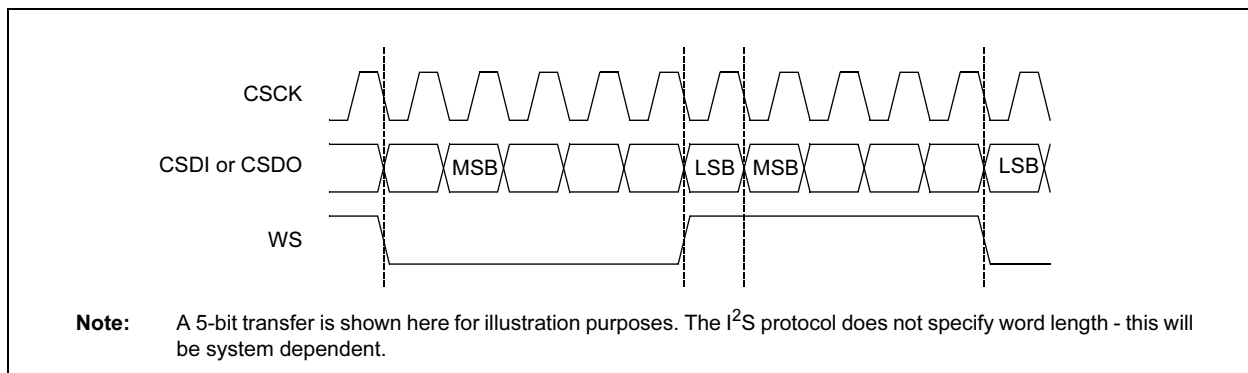 CSCK
CSDI or CSDO
MSB
LSB
MSB
LSB
WS
Note: A 5-bit transfer is shown here for illustration purposes. The I²S protocol does not specify word length - this will
be system dependent.